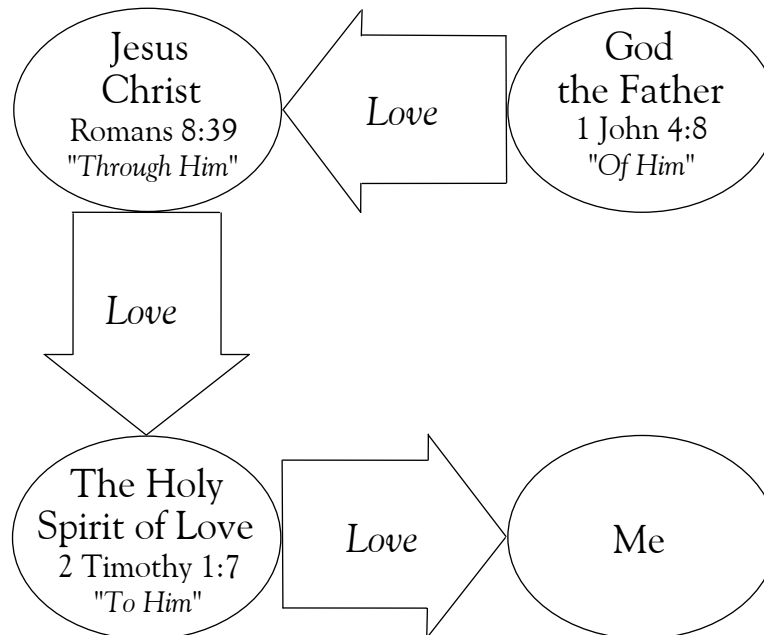 Jesus
Christ
Romans 8:39
"Through Him"
Love
God
the Father
1 John 4:8
"Of Him"
Love
The Holy
Spirit of Love
2 Timothy 1:7
"To Him"
Love
Me